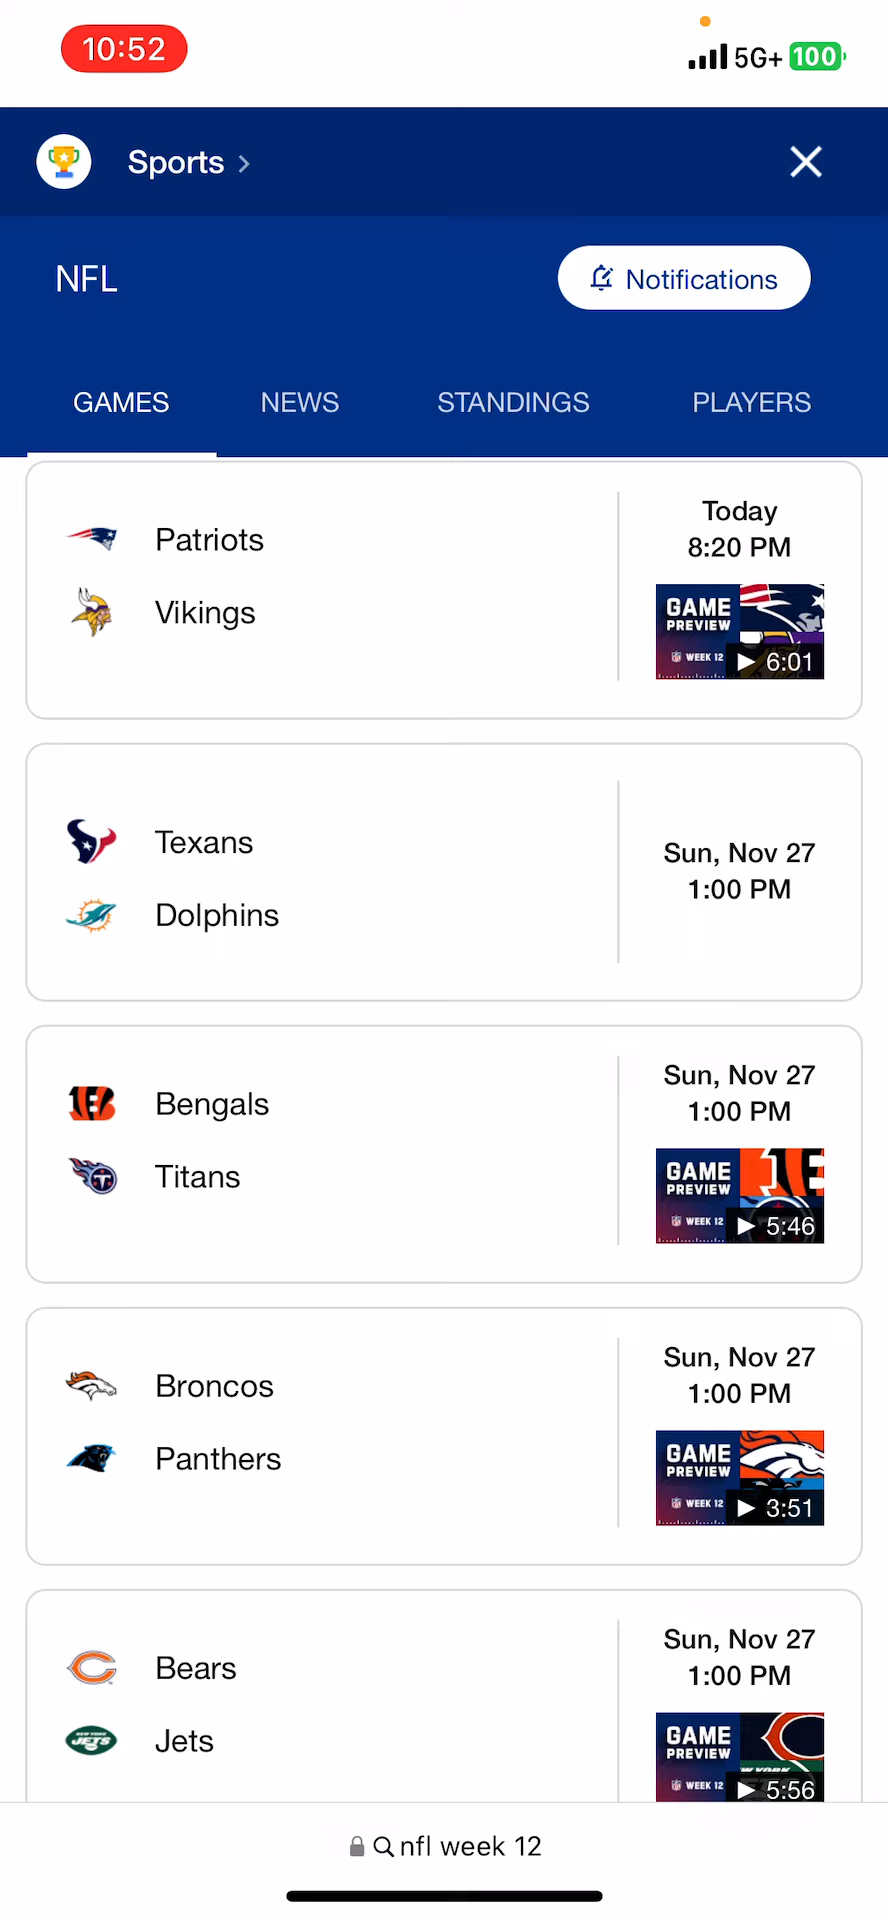 10:52
5G+ 100
Sports
NFL
Notifications
GAMES NEWS STANDINGS PLAYERS
Patriots
Vikings
Today
8:20 PM
GAME
PREVIEW
WEEK 12
6:01
Texans
Dolphins
Sun, Nov 27
1:00 PM
Bengals
Titans
Sun, Nov 27
1:00 PM
GAME
PREVIEW
WEEK 12
5:46
Broncos
Panthers
Sun, Nov 27
1:00 PM
GAME
PREVIEW
WEEK 12
3:51
Bears
NEW YORK
JETS
Jets
Sun, Nov 27
1:00 PM
GAME
PREVIEW
WEEK 12
5:56
nfl week 12